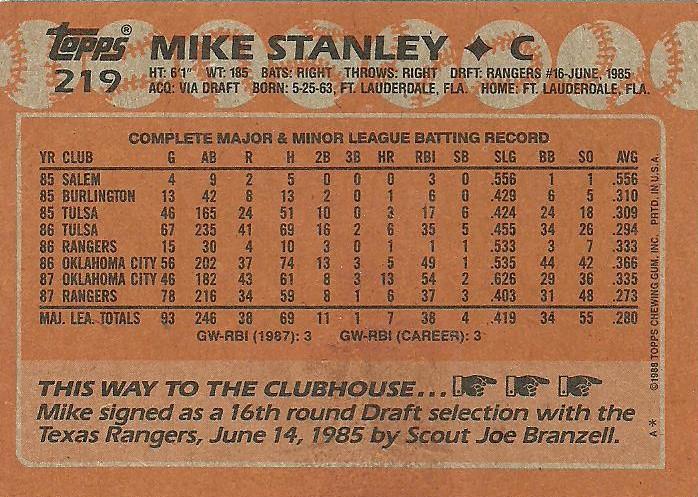 topps® MIKE STANLEY ✦ C
219 HT: 6'1" WT: 185 BATS: RIGHT THROWS: RIGHT DRFT: RANGERS #16-JUNE, 1985
ACQ: VIA DRAFT BORN: 5-25-63, FT. LAUDERDALE, FLA. HOME: FT. LAUDERDALE, FLA.
COMPLETE MAJOR & MINOR LEAGUE BATTING RECORD
YR CLUB G AB R H 2B 3B HR RBI SB SLG BB SO AVG
85 SALEM 4 9 2 5 0 0 0 3 0 .556 1 1 .556
85 BURLINGTON 13 42 8 13 2 0 1 6 0 .429 6 5 .310
85 TULSA 46 165 24 51 10 0 3 17 6 .424 24 18 .309
86 TULSA 67 235 41 69 16 2 6 35 5 .455 34 26 .294
86 RANGERS 15 30 4 10 3 0 1 1 1 .533 3 7 .333
86 OKLAHOMA CITY 56 202 37 74 13 3 5 49 1 .535 44 42 .366
87 OKLAHOMA CITY 46 182 43 61 8 3 13 54 2 .626 29 36 .335
87 RANGERS 78 216 34 59 8 1 6 37 3 .403 31 48 .273
MAJ. LEA. TOTALS 93 246 38 69 11 1 7 38 4 .419 34 55 .280
GW-RBI (1987): 3 GW-RBI (CAREER): 3
THIS WAY TO THE CLUBHOUSE...
Mike signed as a 16th round Draft selection with the
Texas Rangers, June 14, 1985 by Scout Joe Branzell.
©1988 TOPPS CHEWING GUM, INC. PRTD. IN U.S.A.
A *